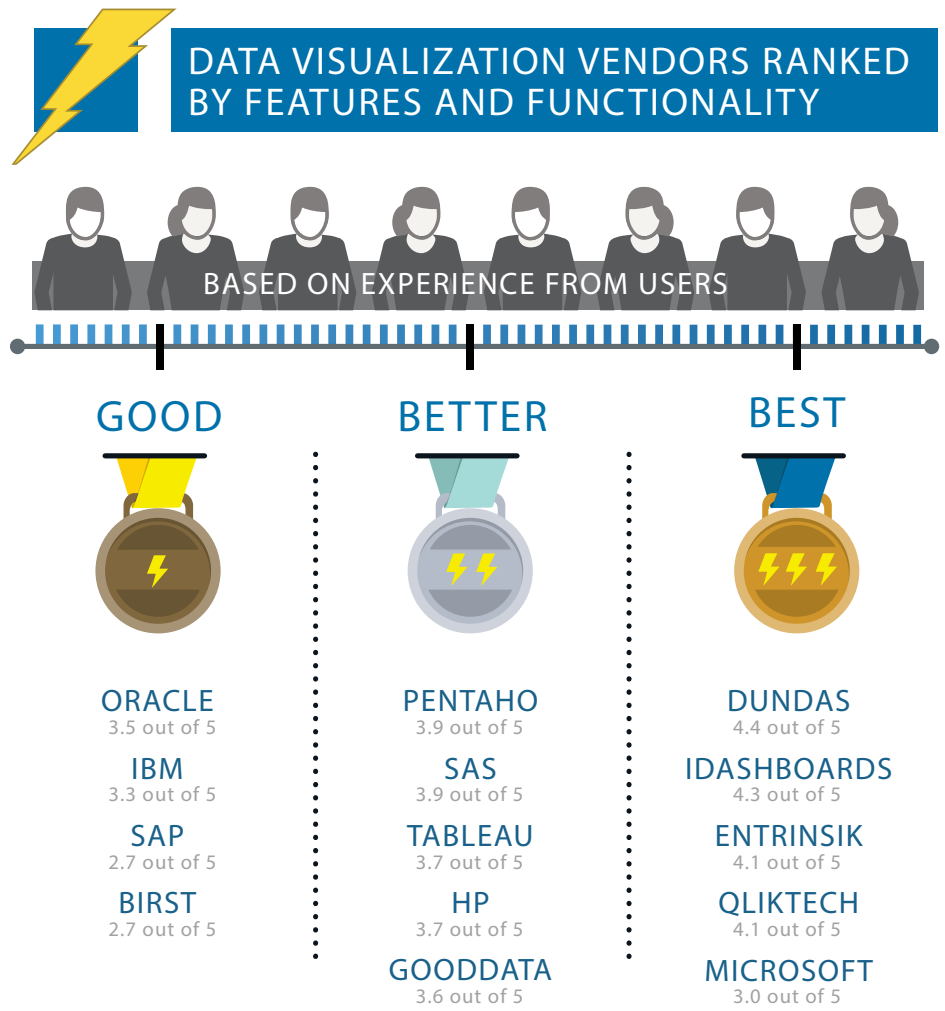 DATA VISUALIZATION VENDORS RANKED
BY FEATURES AND FUNCTIONALITY
BASED ON EXPERIENCE FROM USERS
GOOD
BETTER
BEST
ORACLE
3.5 out of 5
IBM
3.3 out of 5
SAP
2.7 out of 5
BIRST
2.7 out of 5
PENTAHO
3.9 out of 5
SAS
3.9 out of 5
TABLEAU
3.7 out of 5
HP
3.7 out of 5
GOODDATA
3.6 out of 5
DUNDAS
4.4 out of 5
IDASHBOARDS
4.3 out of 5
ENTRINSIK
4.1 out of 5
QLIKTECH
4.1 out of 5
MICROSOFT
3.0 out of 5